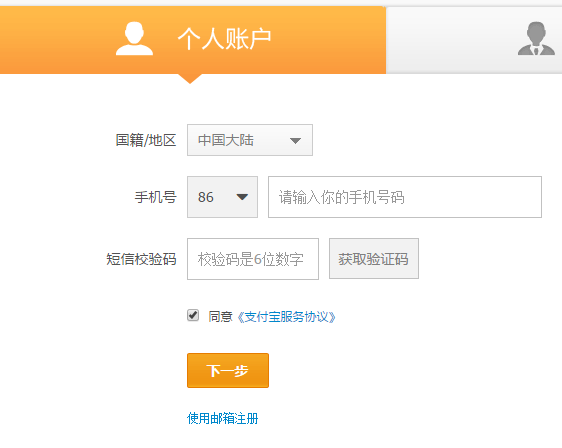 个人账户
国籍/地区 中国大陆
手机号 86 请输入你的手机号码
短信校验码 校验码是6位数字 获取验证码
同意《支付宝服务协议》
下一步
使用邮箱注册